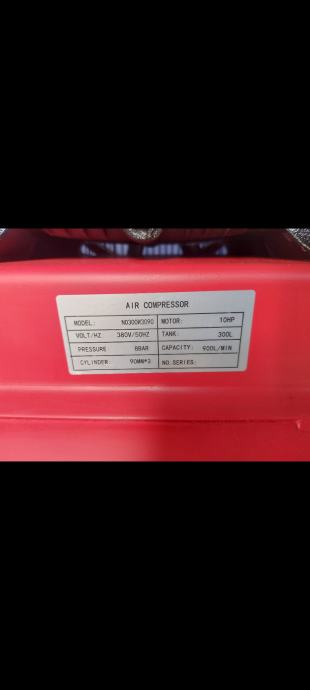 AIR COMPRESSOR
MODEL: ND300W3090 MOTOR: 10HP
VOLT/HZ 380V/50HZ TANK: 300L
PRESSURE 8BAR CAPACITY: 900L/MIN
CYLINDER: 90MM*3 NO.SERIES: